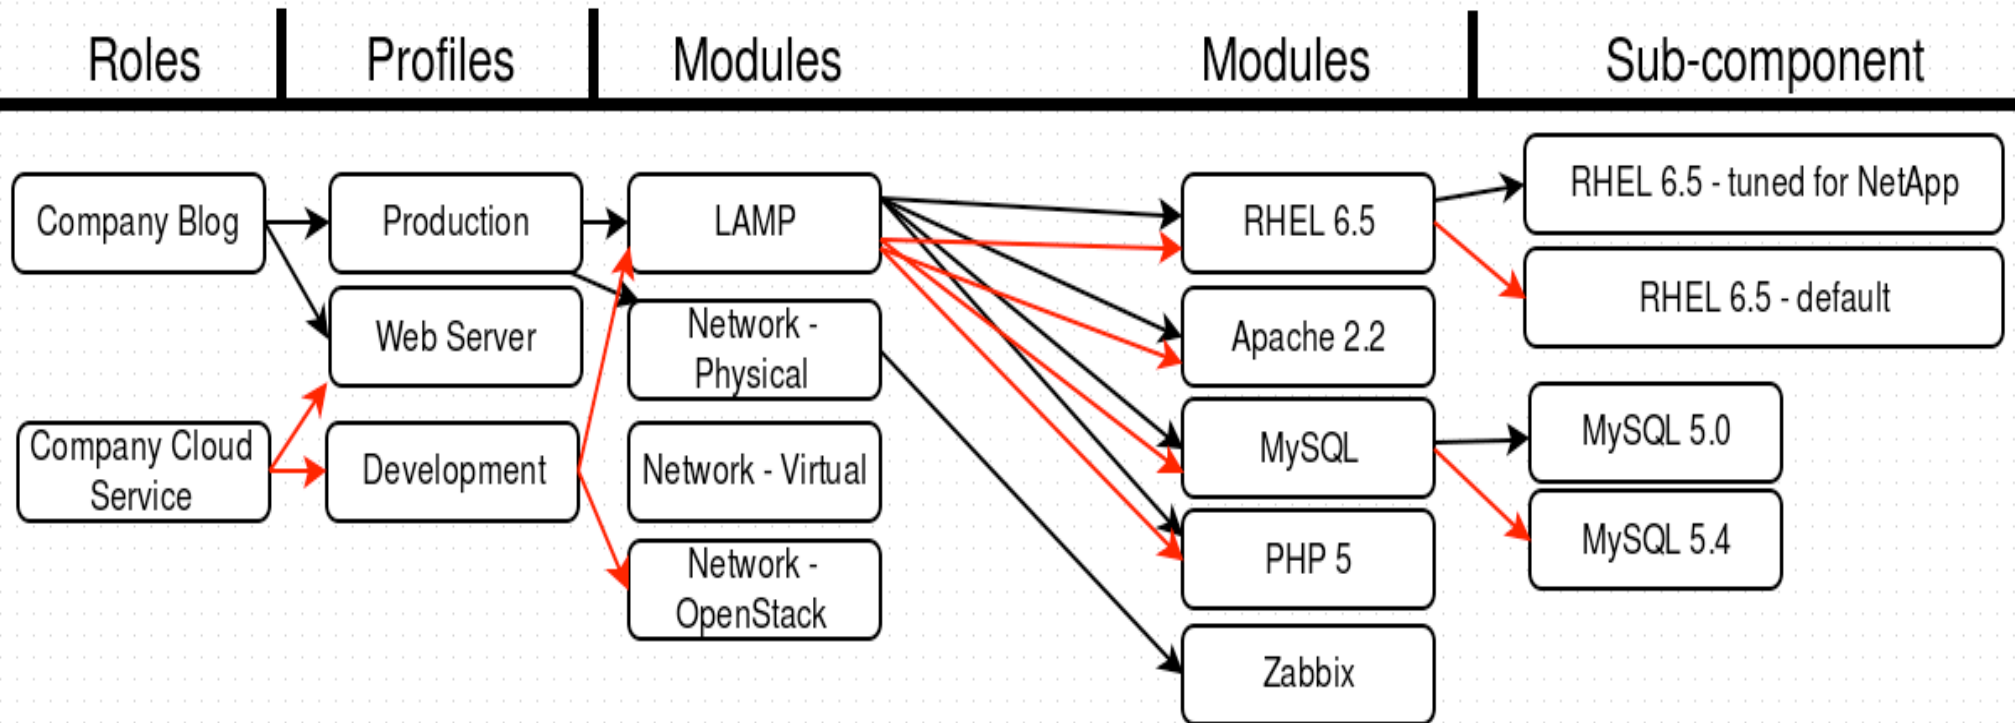 Roles
Profiles
Modules
Modules
Sub-component
Company Blog
Production
LAMP
RHEL 6.5
RHEL 6.5 - tuned for NetApp
Web Server
Network -
Physical
Apache 2.2
RHEL 6.5 - default
Company Cloud
Service
Development
Network - Virtual
MySQL
MySQL 5.0
Network -
OpenStack
PHP 5
MySQL 5.4
Zabbix